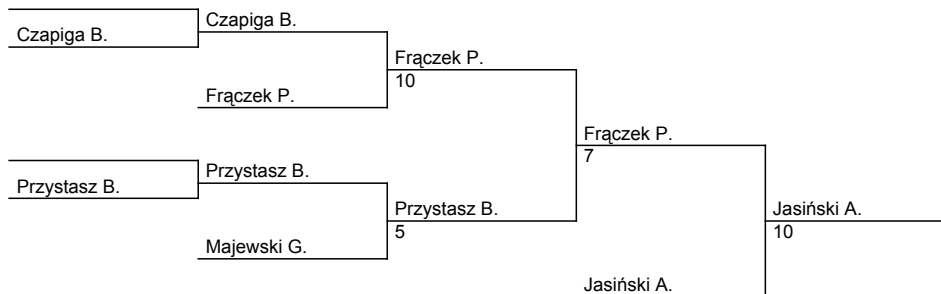 Czapiga B.
Czapiga B.
Frączek P.
10
Frączek P.
Frączek P.
7
Przystasz B.
Przystasz B.
Przystasz B.
5
Jasiński A.
10
Majewski G.
Jasiński A.